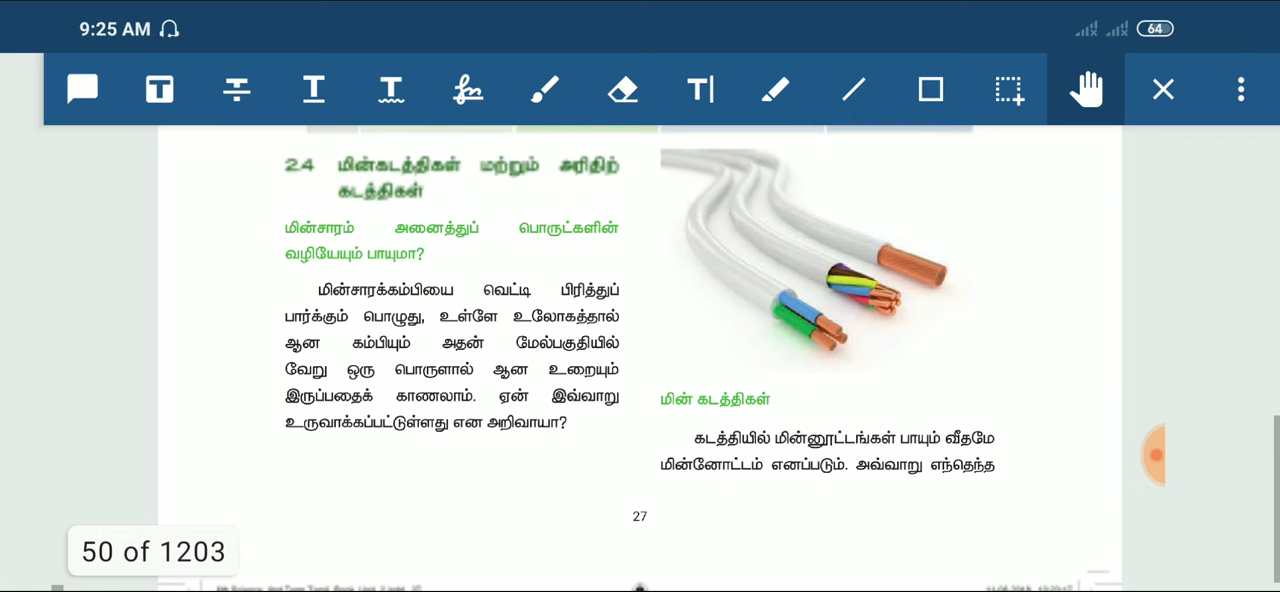 9:25 AM
64
2.4 மின்கடத்திகள் மற்றும் அரிதிற்
கடத்திகள்
மின்சாரம் அனைத்துப் பொருட்களின்
வழியேயும் பாயுமா?
மின்சாரக்கம்பியை வெட்டி பிரித்துப்
பார்க்கும் பொழுது, உள்ளே உலோகத்தால்
ஆன கம்பியும் அதன் மேல்பகுதியில்
வேறு ஒரு பொருளால் ஆன உறையும்
இருப்பதைக் காணலாம். ஏன் இவ்வாறு
உருவாக்கப்பட்டுள்ளது என அறிவாயா?
மின் கடத்திகள்
கடத்தியில் மின்னூட்டங்கள் பாயும் வீதமே
மின்னோட்டம் எனப்படும். அவ்வாறு எந்தெந்த
27
50 of 1203